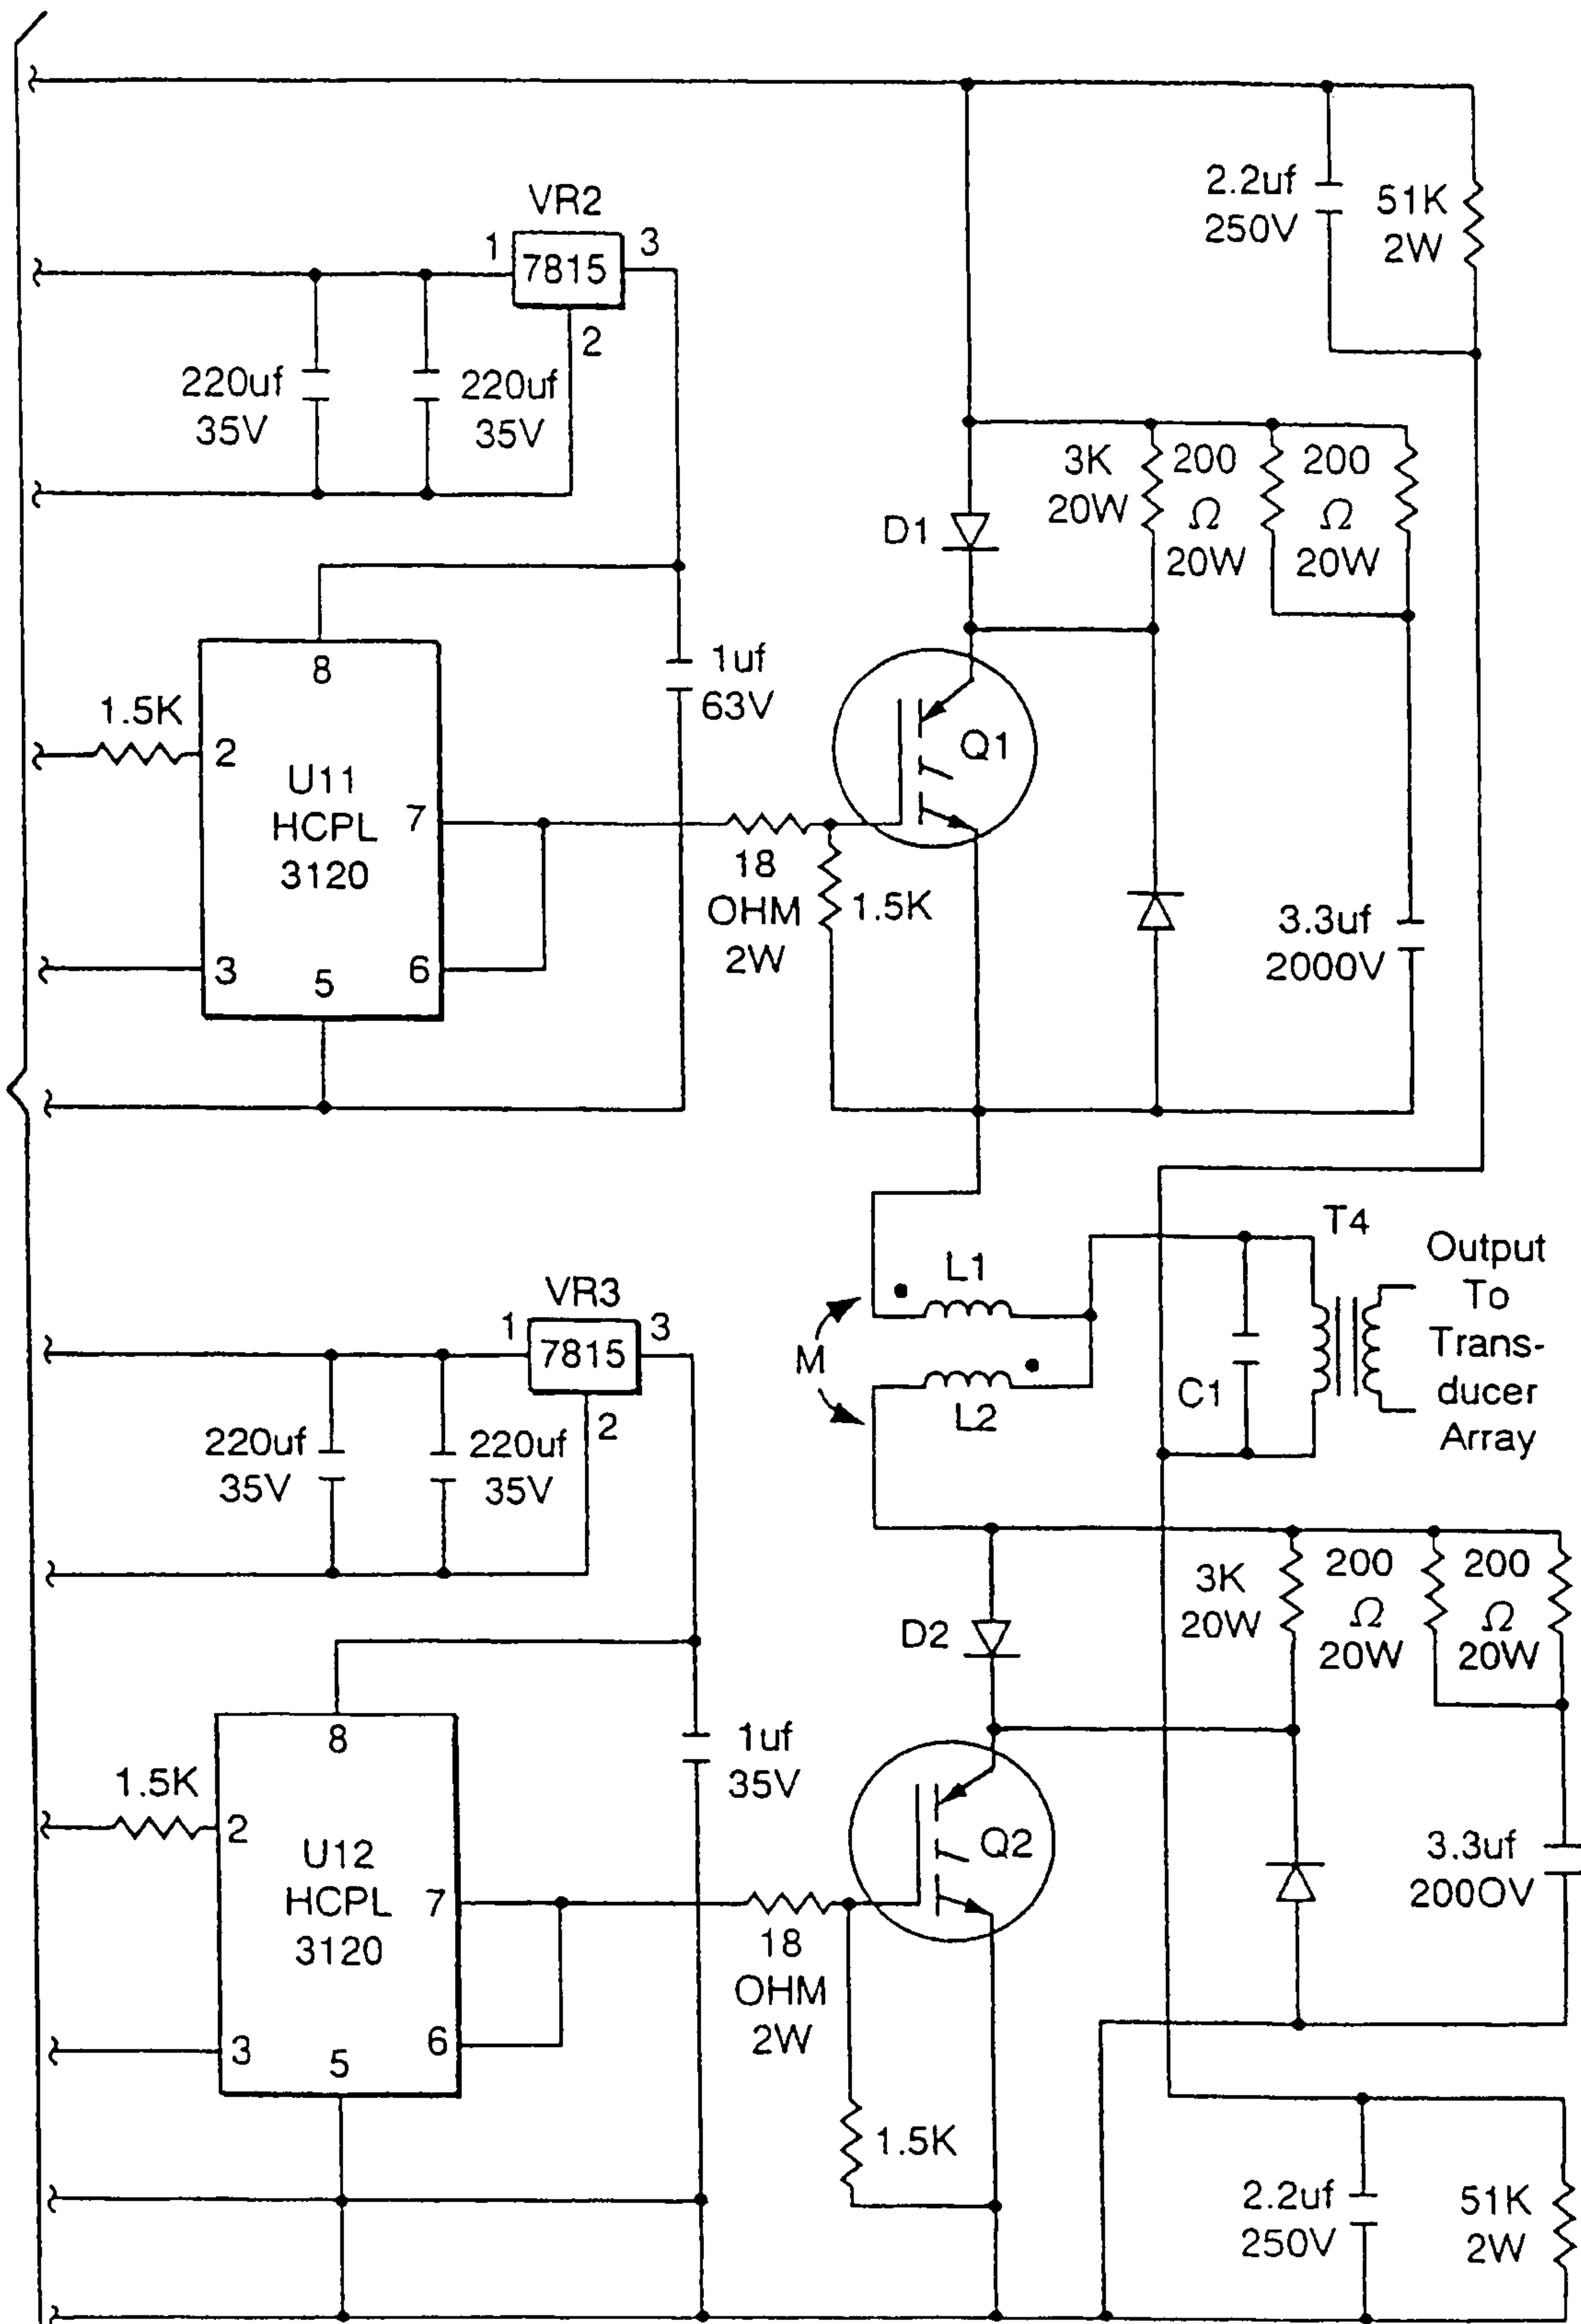 2.2uf
250V
51K
2W
VR2
1
7815
3
2
220uf
35V
220uf
35V
3K
20W
200
Ω
20W
200
Ω
20W
D1
8
1uf
63V
1.5K
2
U11
HCPL
3120
7
Q1
18
OHM
2W
1.5K
3.3uf
2000V
3
5
6
T4
Output
To
Trans-
ducer
Array
L1
M
L2
C1
VR3
1
7815
3
2
220uf
35V
220uf
35V
3K
20W
200
Ω
20W
200
Ω
20W
D2
8
1uf
35V
1.5K
2
U12
HCPL
3120
7
Q2
18
OHM
2W
3.3uf
200OV
3
5
6
1.5K
2.2uf
250V
51K
2W